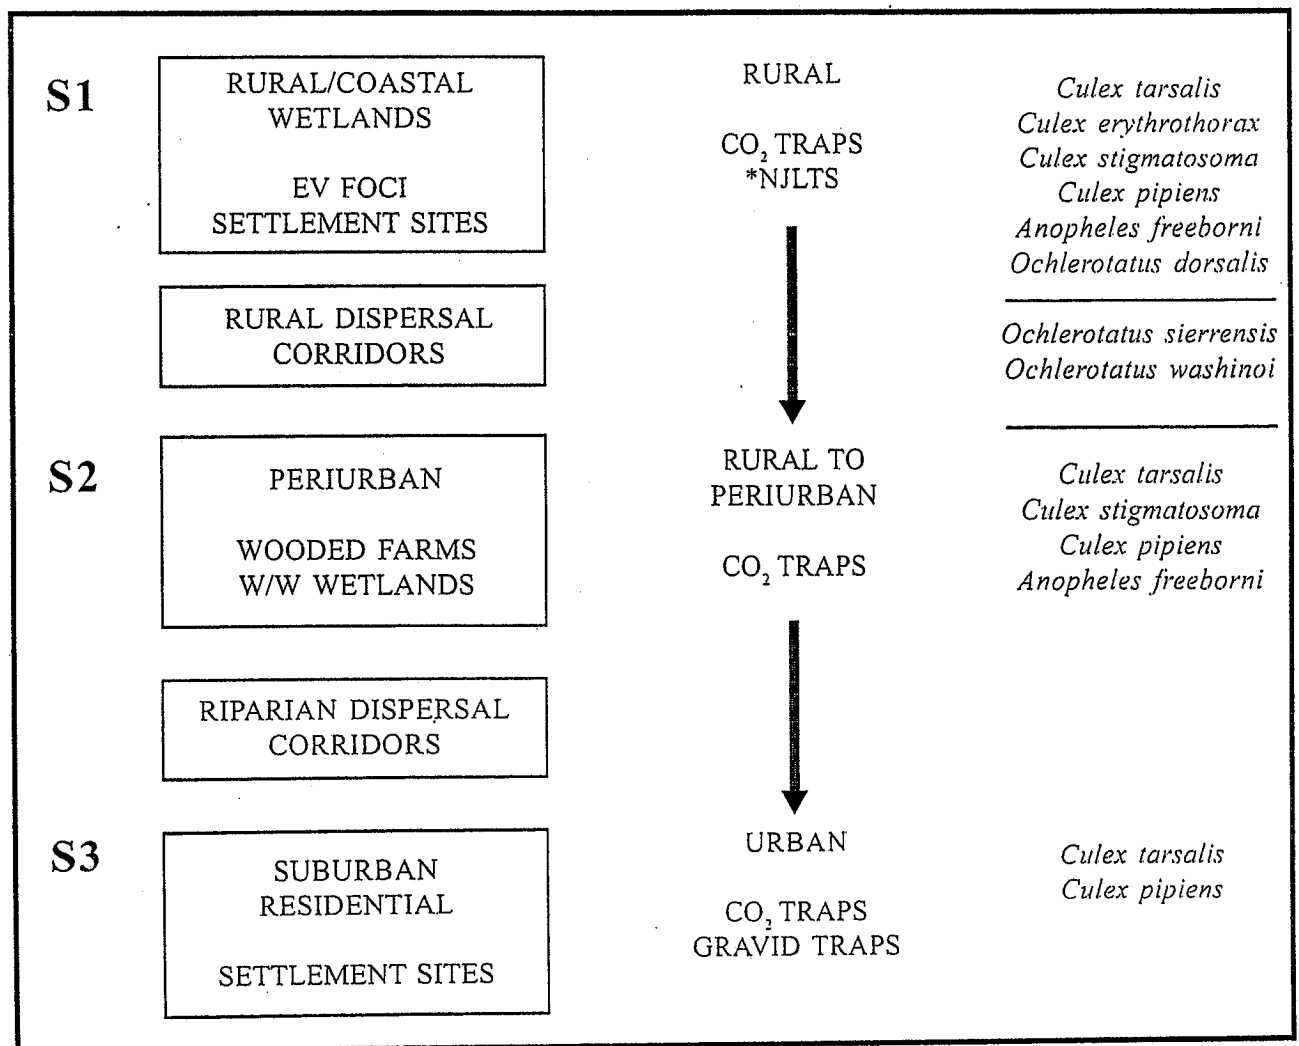 S1
RURAL/COASTAL
WETLANDS
EV FOCI
SETTLEMENT SITES
RURAL
CO₂ TRAPS
*NJLTS
Culex tarsalis
Culex erythrothorax
Culex stigmatosoma
Culex pipiens
Anopheles freeborni
Ochlerotatus dorsalis
RURAL DISPERSAL
CORRIDORS
Ochlerotatus sierrensis
Ochlerotatus washinoi
S2
PERIURBAN
WOODED FARMS
W/W WETLANDS
RURAL TO
PERIURBAN
CO₂ TRAPS
Culex tarsalis
Culex stigmatosoma
Culex pipiens
Anopheles freeborni
RIPARIAN DISPERSAL
CORRIDORS
S3
SUBURBAN
RESIDENTIAL
SETTLEMENT SITES
URBAN
CO₂ TRAPS
GRAVID TRAPS
Culex tarsalis
Culex pipiens